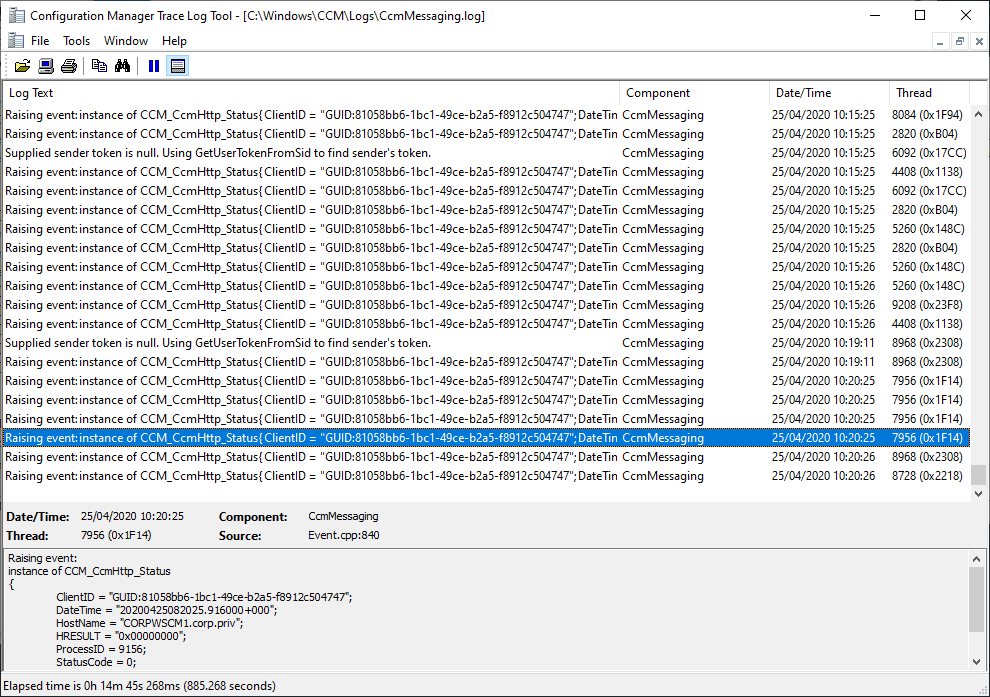 Configuration Manager Trace Log Tool - [C:\Windows\CCM\Logs\CcmMessaging.log]
File Tools Window Help
Log Text Component Date/Time Thread
Raising event: instance of CCM_CcmHttp_Status{ ClientID = "GUID:81058bb6-1bc1-49ce-b2a5-f8912c504747"; DateTin CcmMessaging 25/04/2020 10:15:25 8084 (0x1F94)
Raising event: instance of CCM_CcmHttp_Status{ ClientID = "GUID:81058bb6-1bc1-49ce-b2a5-f8912c504747"; DateTin CcmMessaging 25/04/2020 10:15:25 2820 (0xB04)
Supplied sender token is null. Using GetUserTokenFromSid to find sender's token. CcmMessaging 25/04/2020 10:15:25 6092 (0x17CC)
Raising event: instance of CCM_CcmHttp_Status{ ClientID = "GUID:81058bb6-1bc1-49ce-b2a5-f8912c504747"; DateTin CcmMessaging 25/04/2020 10:15:25 4408 (0x1138)
Raising event: instance of CCM_CcmHttp_Status{ ClientID = "GUID:81058bb6-1bc1-49ce-b2a5-f8912c504747"; DateTin CcmMessaging 25/04/2020 10:15:25 6092 (0x17CC)
Raising event: instance of CCM_CcmHttp_Status{ ClientID = "GUID:81058bb6-1bc1-49ce-b2a5-f8912c504747"; DateTin CcmMessaging 25/04/2020 10:15:25 2820 (0xB04)
Raising event: instance of CCM_CcmHttp_Status{ ClientID = "GUID:81058bb6-1bc1-49ce-b2a5-f8912c504747"; DateTin CcmMessaging 25/04/2020 10:15:25 5260 (0x148C)
Raising event: instance of CCM_CcmHttp_Status{ ClientID = "GUID:81058bb6-1bc1-49ce-b2a5-f8912c504747"; DateTin CcmMessaging 25/04/2020 10:15:25 2820 (0xB04)
Raising event: instance of CCM_CcmHttp_Status{ ClientID = "GUID:81058bb6-1bc1-49ce-b2a5-f8912c504747"; DateTin CcmMessaging 25/04/2020 10:15:26 5260 (0x148C)
Raising event: instance of CCM_CcmHttp_Status{ ClientID = "GUID:81058bb6-1bc1-49ce-b2a5-f8912c504747"; DateTin CcmMessaging 25/04/2020 10:15:26 5260 (0x148C)
Raising event: instance of CCM_CcmHttp_Status{ ClientID = "GUID:81058bb6-1bc1-49ce-b2a5-f8912c504747"; DateTin CcmMessaging 25/04/2020 10:15:26 9208 (0x23F8)
Raising event: instance of CCM_CcmHttp_Status{ ClientID = "GUID:81058bb6-1bc1-49ce-b2a5-f8912c504747"; DateTin CcmMessaging 25/04/2020 10:15:26 4408 (0x1138)
Supplied sender token is null. Using GetUserTokenFromSid to find sender's token. CcmMessaging 25/04/2020 10:19:11 8968 (0x2308)
Raising event: instance of CCM_CcmHttp_Status{ ClientID = "GUID:81058bb6-1bc1-49ce-b2a5-f8912c504747"; DateTin CcmMessaging 25/04/2020 10:19:11 8968 (0x2308)
Raising event: instance of CCM_CcmHttp_Status{ ClientID = "GUID:81058bb6-1bc1-49ce-b2a5-f8912c504747"; DateTin CcmMessaging 25/04/2020 10:20:25 7956 (0x1F14)
Raising event: instance of CCM_CcmHttp_Status{ ClientID = "GUID:81058bb6-1bc1-49ce-b2a5-f8912c504747"; DateTin CcmMessaging 25/04/2020 10:20:25 7956 (0x1F14)
Raising event: instance of CCM_CcmHttp_Status{ ClientID = "GUID:81058bb6-1bc1-49ce-b2a5-f8912c504747"; DateTin CcmMessaging 25/04/2020 10:20:25 7956 (0x1F14)
Raising event: instance of CCM_CcmHttp_Status{ ClientID = "GUID:81058bb6-1bc1-49ce-b2a5-f8912c504747"; DateTin CcmMessaging 25/04/2020 10:20:25 7956 (0x1F14)
Raising event: instance of CCM_CcmHttp_Status{ ClientID = "GUID:81058bb6-1bc1-49ce-b2a5-f8912c504747"; DateTin CcmMessaging 25/04/2020 10:20:26 8968 (0x2308)
Raising event: instance of CCM_CcmHttp_Status{ ClientID = "GUID:81058bb6-1bc1-49ce-b2a5-f8912c504747"; DateTin CcmMessaging 25/04/2020 10:20:26 8728 (0x2218)
Date/Time: 25/04/2020 10:20:25 Component: CcmMessaging
Thread: 7956 (0x1F14) Source: Event.cpp:840
Raising event:
instance of CCM_CcmHttp_Status
{
ClientID = "GUID:81058bb6-1bc1-49ce-b2a5-f8912c504747";
DateTime = "20200425082025.916000+000";
HostName = "CORPWSCM1.corp.priv";
HRESULT = "0x00000000";
ProcessID = 9156;
StatusCode = 0;
Elapsed time is 0h 14m 45s 268ms (885.268 seconds)